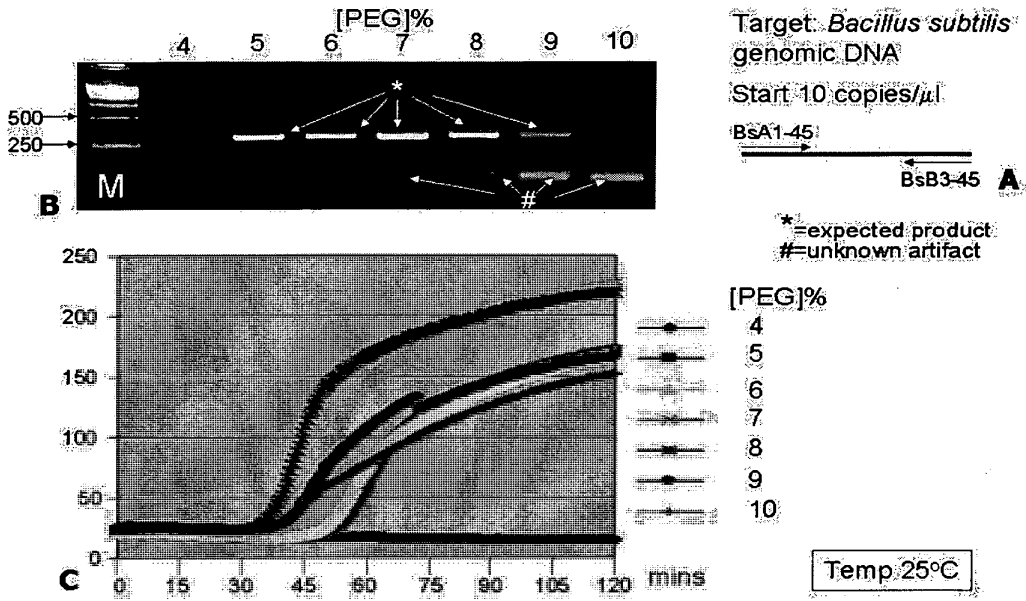 [PEG]%
4 5 6 7 8 9 10
*
500
250
M
#
B
Target: Bacillus subtilis
genomic DNA
Start 10 copies/µl
BsA1-45
BsB3-45
A
*=expected product
#=unknown artifact
250
200
150
100
50
0
0 15 30 45 60 75 90 105 120 mins
C
[PEG]%
4
5
6
7
8
9
10
Temp 25ºC